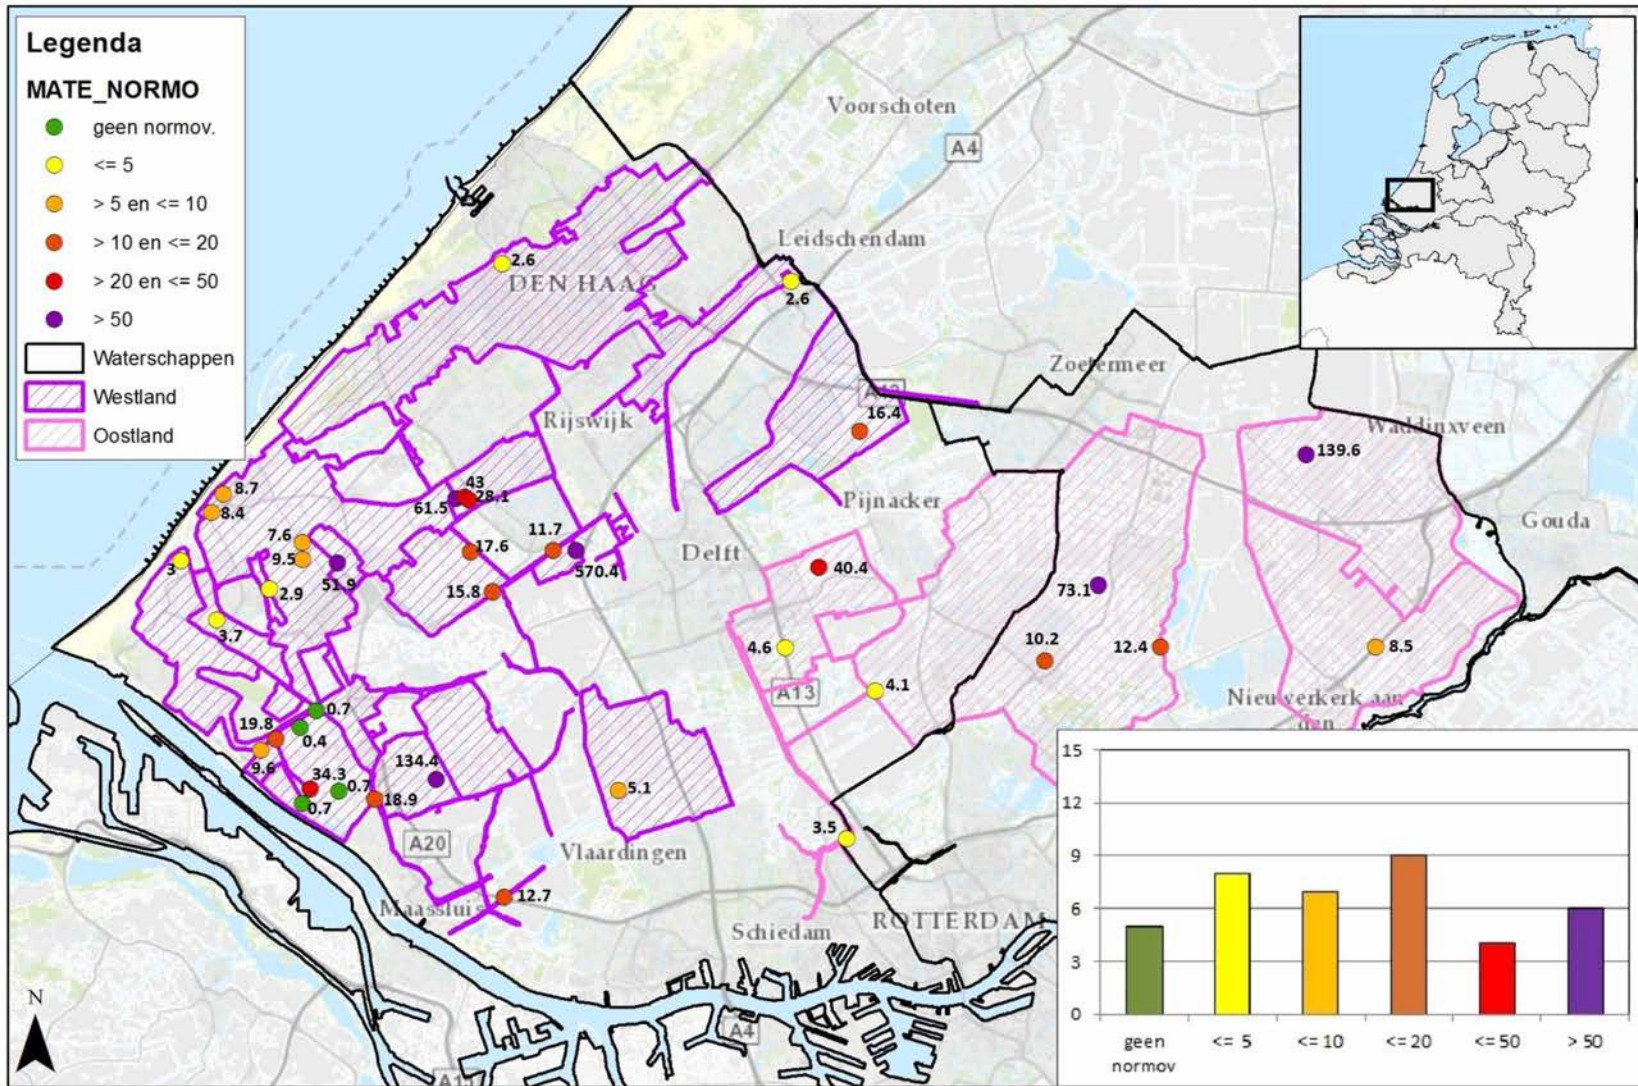 Legenda
MATE_NORMO
geen normov.
<= 5
> 5 en <= 10
> 10 en <= 20
> 20 en <= 50
> 50
Waterschappen
Westland
Oostland
Voorschoten
A4
Leidschendam
2.6
DEN HAAG
2.6
Zoetermeer
16.4
Rijswijk
Waddinxveen
139.6
8.7
8.4
43
28.1
61.5
Pijnacker
Gouda
7.6
9.5
11.7
17.6
Delft
570.4
3
51.9
40.4
2.9
15.8
73.1
3.7
4.6
10.2
12.4
8.5
A13
4.1
Nieuwerkerk aan
den
0.7
19.8
0.4
9.6
134.4
34.3
0.7
0.7
18.9
5.1
3.5
A20
Vlaardingen
12.7
Maassluis
Schiedam
ROTTERDAM
N
A4
15
12
9
6
3
0
geen
normov
<= 5
<= 10
<= 20
<= 50
> 50